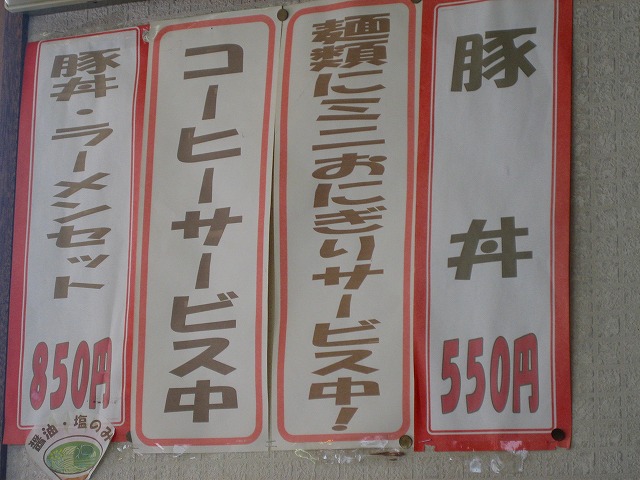 豚丼
550円
麺類にミニおにぎりサービス中!
コーヒーサービス中
豚丼・ラーメンセット
850円
醤油・塩のみ